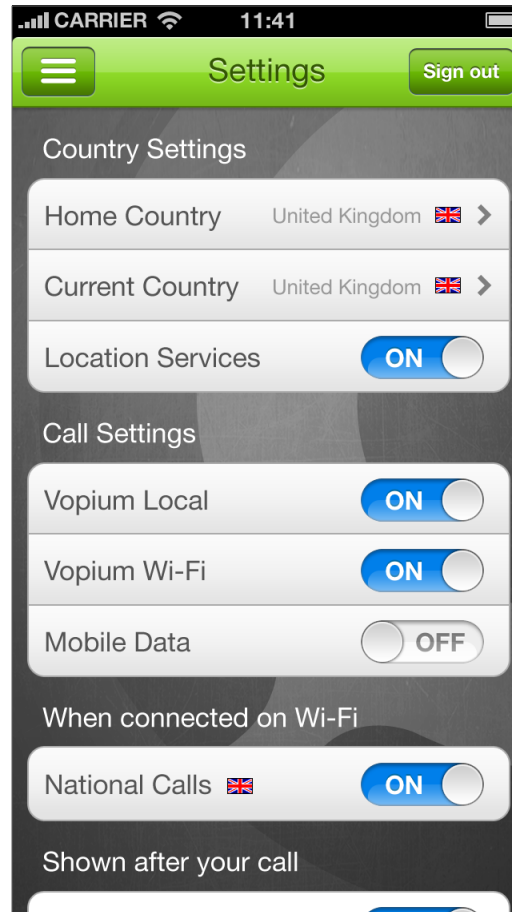 CARRIER 11:41
Settings Sign out
Country Settings
Home Country United Kingdom
Current Country United Kingdom
Location Services ON
Call Settings
Vopium Local ON
Vopium Wi-Fi ON
Mobile Data OFF
When connected on Wi-Fi
National Calls ON
Shown after your call